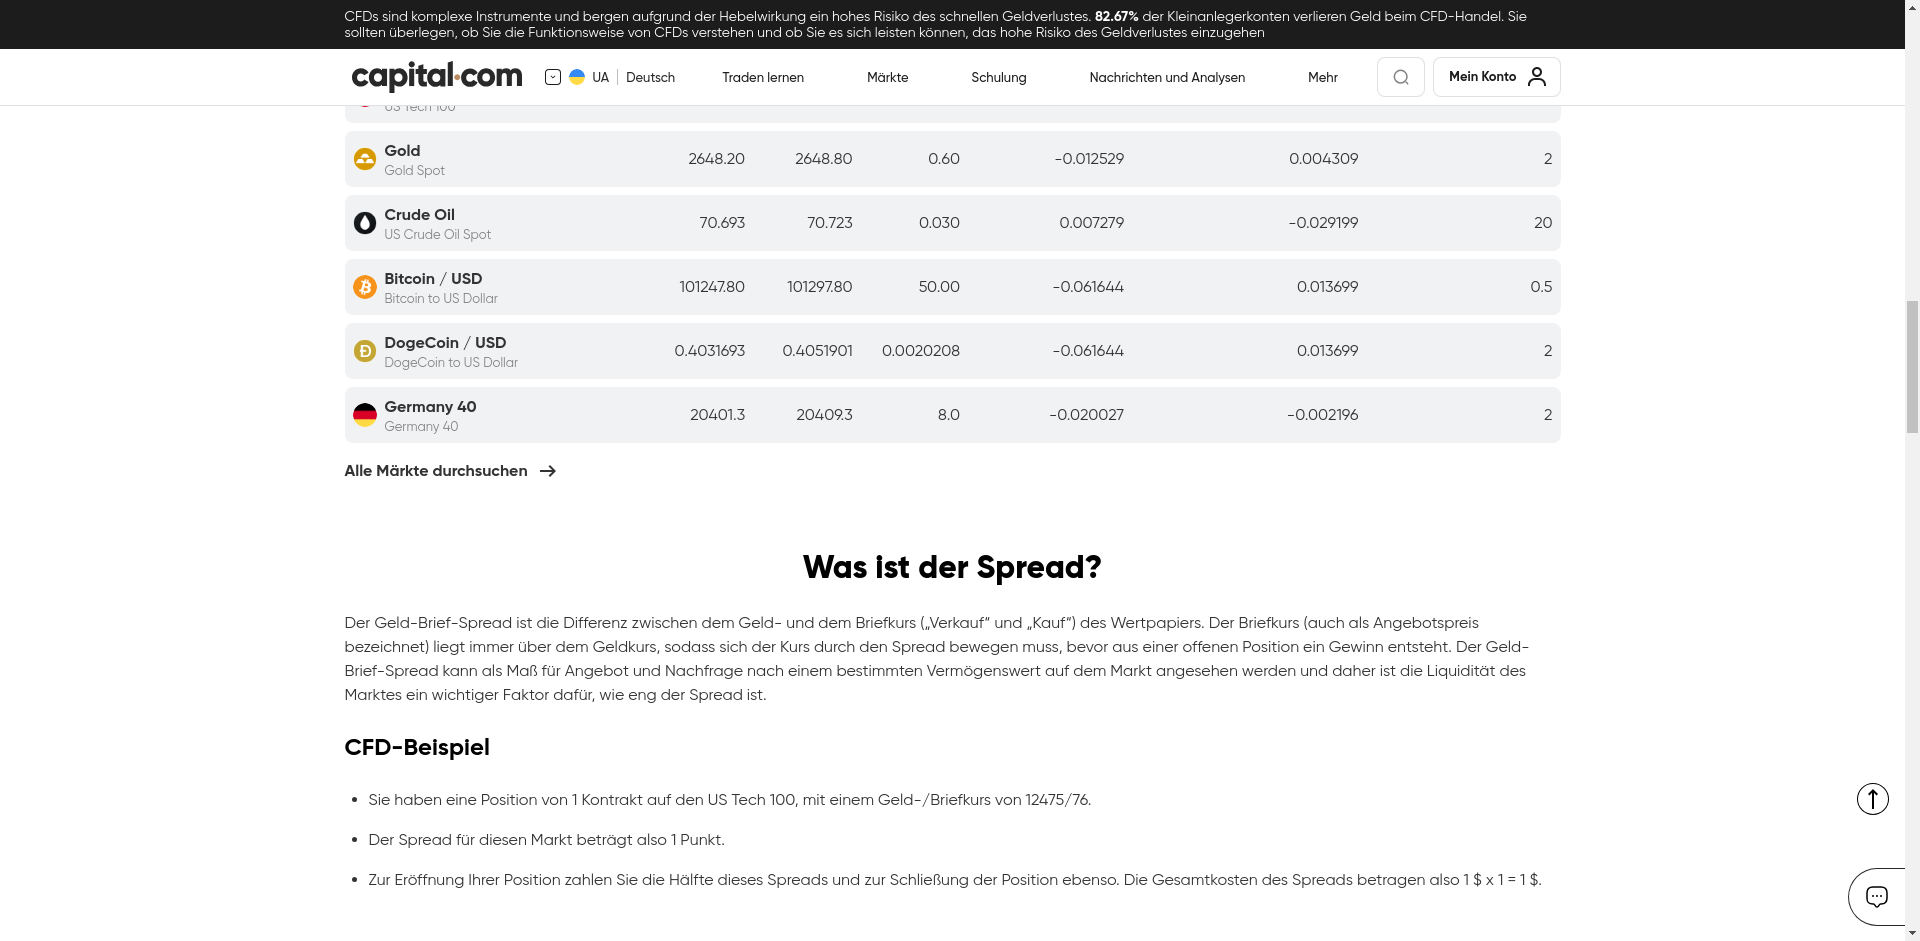 CFDs sind komplexe Instrumente und bergen aufgrund der Hebelwirkung ein hohes Risiko des schnellen Geldverlustes. 82.67% der Kleinanlegerkonten verlieren Geld beim CFD-Handel. Sie
sollten überlegen, ob Sie die Funktionsweise von CFDs verstehen und ob Sie es sich leisten können, das hohe Risiko des Geldverlustes einzugehen
capital.com UA Deutsch Traden lernen Märkte Schulung Nachrichten und Analysen Mehr Mein Konto
US Tech 100
Gold
Gold Spot
2648.20 2648.80 0.60 -0.012529 0.004309 2
Crude Oil
US Crude Oil Spot
70.693 70.723 0.030 0.007279 -0.029199 20
Bitcoin / USD
Bitcoin to US Dollar
101247.80 101297.80 50.00 -0.061644 0.013699 0.5
DogeCoin / USD
DogeCoin to US Dollar
0.4031693 0.4051901 0.0020208 -0.061644 0.013699 2
Germany 40
Germany 40
20401.3 20409.3 8.0 -0.020027 -0.002196 2
Alle Märkte durchsuchen
Was ist der Spread?
Der Geld-Brief-Spread ist die Differenz zwischen dem Geld- und dem Briefkurs („Verkauf“ und „Kauf“) des Wertpapiers. Der Briefkurs (auch als Angebotspreis
bezeichnet) liegt immer über dem Geldkurs, sodass sich der Kurs durch den Spread bewegen muss, bevor aus einer offenen Position ein Gewinn entsteht. Der Geld-
Brief-Spread kann als Maß für Angebot und Nachfrage nach einem bestimmten Vermögenswert auf dem Markt angesehen werden und daher ist die Liquidität des
Marktes ein wichtiger Faktor dafür, wie eng der Spread ist.
CFD-Beispiel
• Sie haben eine Position von 1 Kontrakt auf den US Tech 100, mit einem Geld-/Briefkurs von 12475/76.
• Der Spread für diesen Markt beträgt also 1 Punkt.
• Zur Eröffnung Ihrer Position zahlen Sie die Hälfte dieses Spreads und zur Schließung der Position ebenso. Die Gesamtkosten des Spreads betragen also 1 $ x 1 = 1 $.